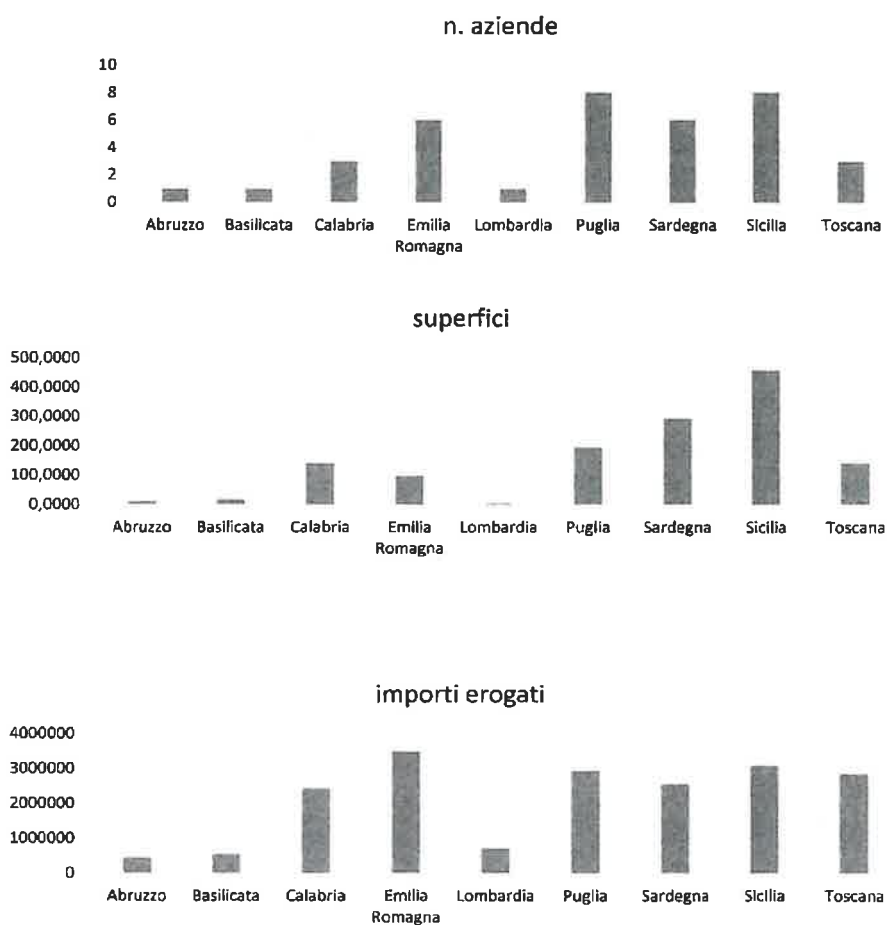 n. aziende
10
8
6
4
2
0
Abruzzo Basilicata Calabria Emilia Romagna Lombardia Puglia Sardegna Sicilia Toscana
superfici
500,0000
400,0000
300,0000
200,0000
100,0000
0,0000
Abruzzo Basilicata Calabria Emilia Romagna Lombardia Puglia Sardegna Sicilia Toscana
importi erogati
4000000
3000000
2000000
1000000
0
Abruzzo Basilicata Calabria Emilia Romagna Lombardia Puglia Sardegna Sicilia Toscana